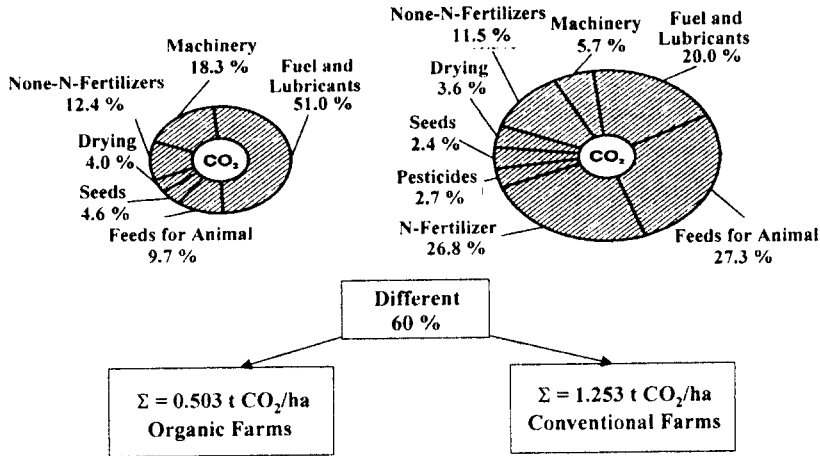 Machinery
18.3 %
Fuel and
Lubricants
51.0 %
None-N-Fertilizers
12.4 %
Drying
4.0 %
Seeds
4.6 %
Feeds for Animal
9.7 %
CO₂
None-N-Fertilizers
11.5 %
Machinery
5.7 %
Fuel and
Lubricants
20.0 %
Drying
3.6 %
Seeds
2.4 %
Pesticides
2.7 %
N-Fertilizer
26.8 %
Feeds for Animal
27.3 %
CO₂
Different
60 %
Σ = 0.503 t CO₂/ha
Organic Farms
Σ = 1.253 t CO₂/ha
Conventional Farms